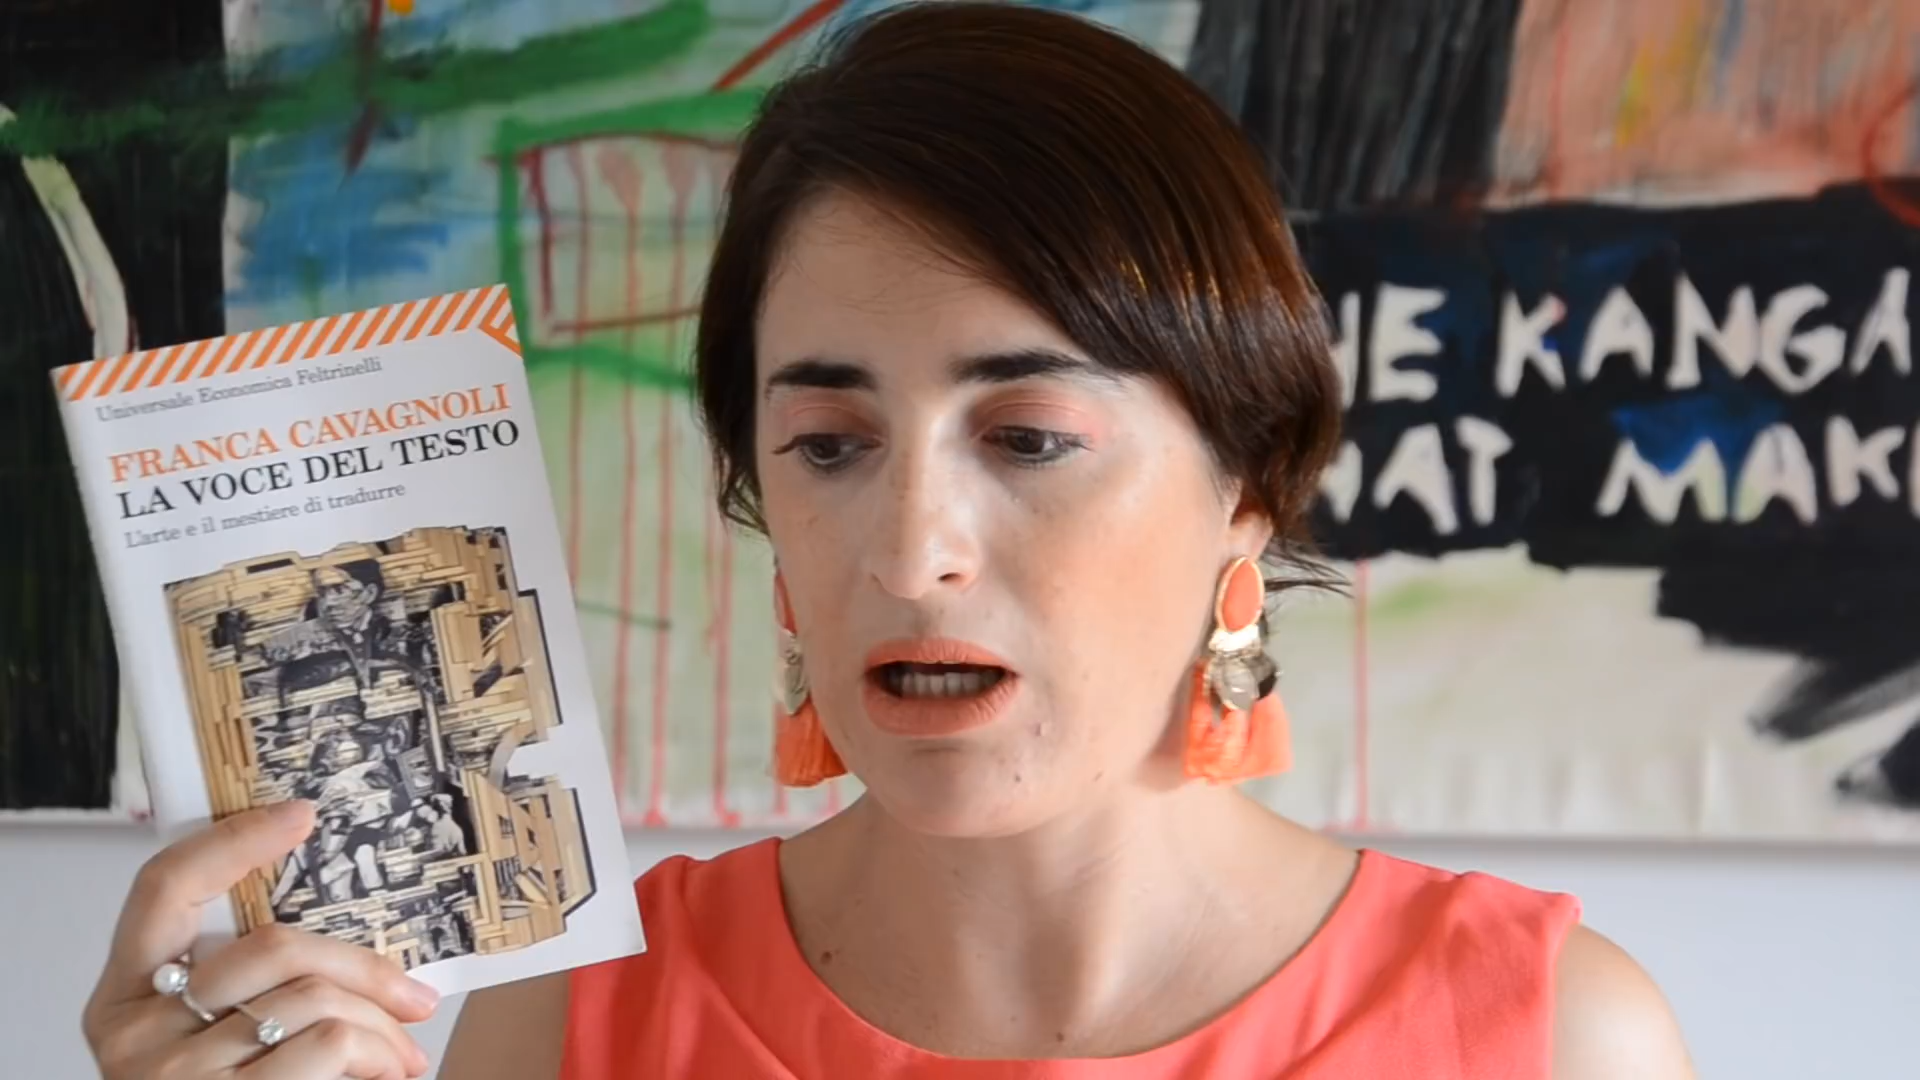 Universale Economica Feltrinelli
FRANCA CAVAGNOLI
LA VOCE DEL TESTO
L'arte e il mestiere di tradurre
HE KANGA
HAT MAK